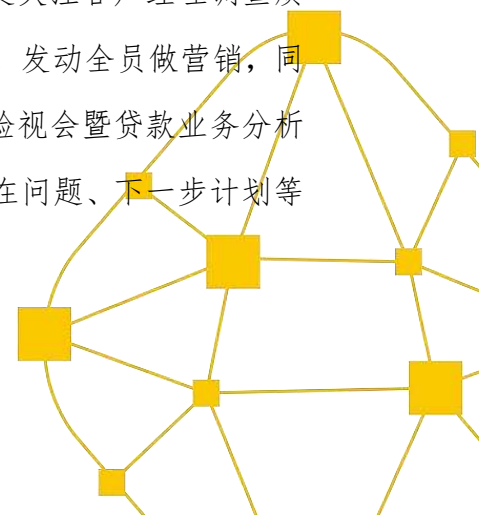 发动全员做营销，同
验视会暨贷款业务分析
在问题、下一步计划等